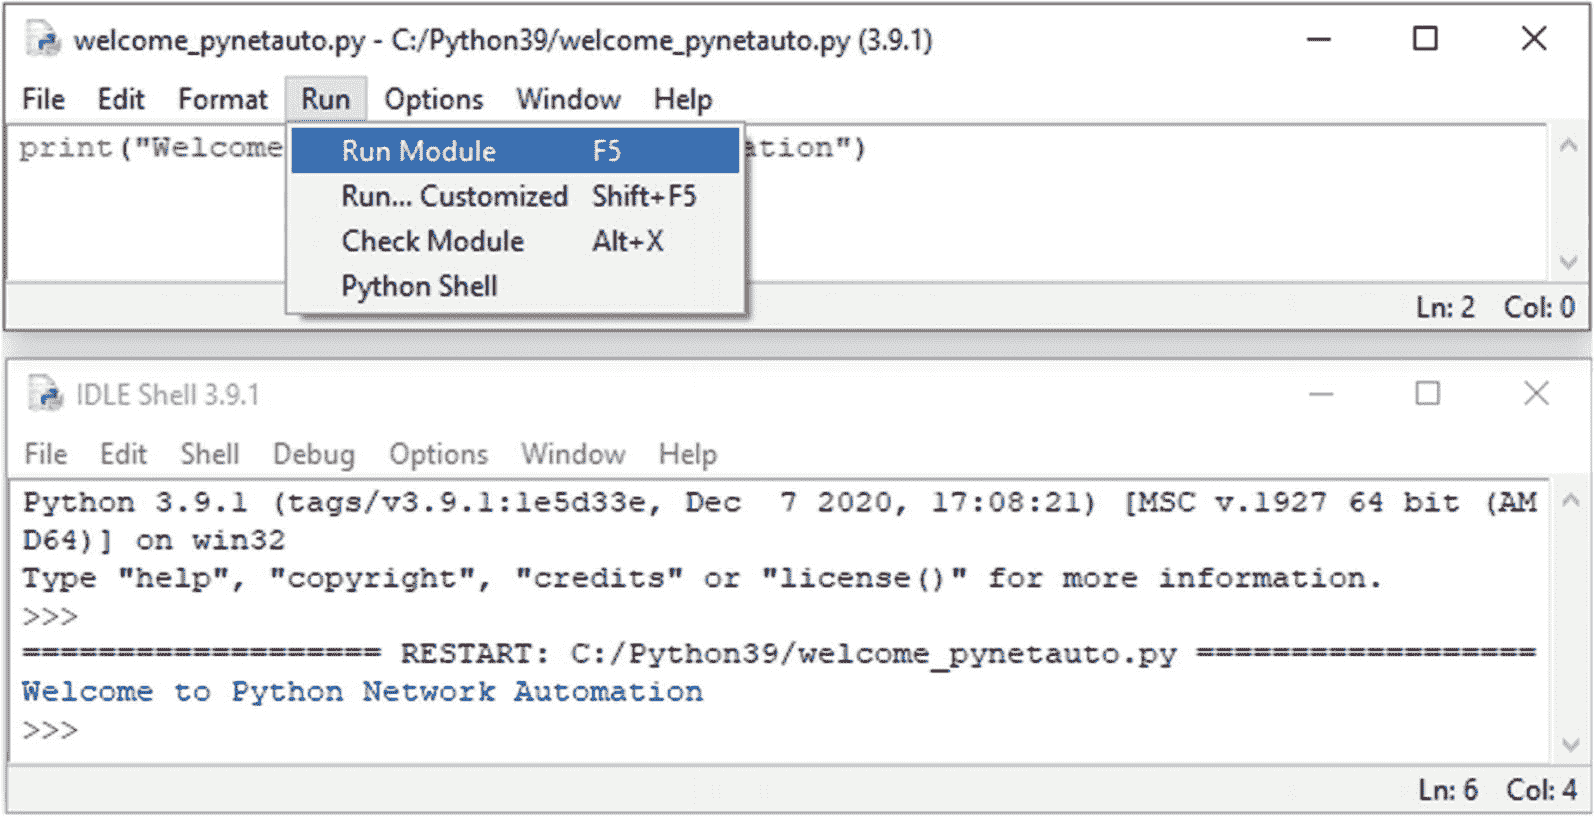 welcome_pynetauto.py - C:/Python39/welcome_pynetauto.py (3.9.1)
File Edit Format Run Options Window Help
print("Welcome ation")
Run Module F5
Run... Customized Shift+F5
Check Module Alt+X
Python Shell
Ln: 2 Col: 0
IDLE Shell 3.9.1
File Edit Shell Debug Options Window Help
Python 3.9.1 (tags/v3.9.1:1e5d33e, Dec  7 2020, 17:08:21) [MSC v.1927 64 bit (AM
D64)] on win32
Type "help", "copyright", "credits" or "license()" for more information.
>>>
=================== RESTART: C:/Python39/welcome_pynetauto.py ==================
Welcome to Python Network Automation
>>>
Ln: 6 Col: 4